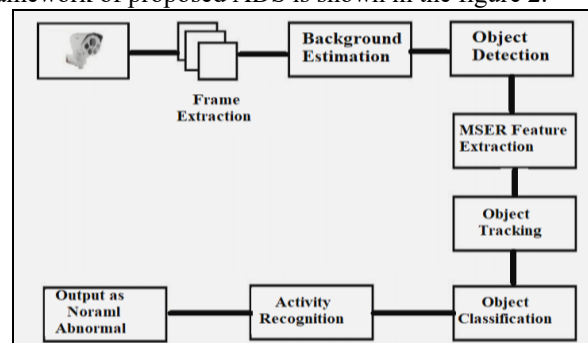 framework of proposed ADS is shown in the figure 2.
Frame
Extraction
Background
Estimation
Object
Detection
MSER Feature
Extraction
Object
Tracking
Object
Classification
Activity
Recognition
Output as
Noraml
Abnormal